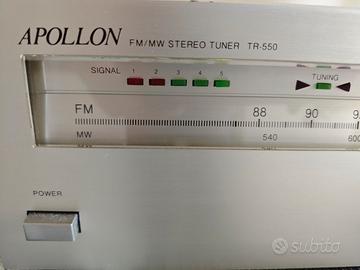 APOLLON FM/MW STEREO TUNER TR-550
SIGNAL 1 2 3 4 5 TUNING
FM 88 90
MW 540 600
POWER
subito